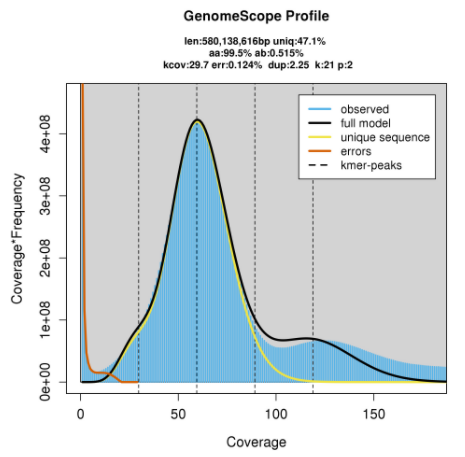 GenomeScope Profile
len:580,138,616bp uniq:47.1%
aa:99.5% ab:0.515%
kcov:29.7 err:0.124% dup:2.25 k:21 p:2
observed
full model
unique sequence
errors
kmer-peaks
Coverage*Frequency
4e+08
3e+08
2e+08
1e+08
0e+00
0 50 100 150
Coverage